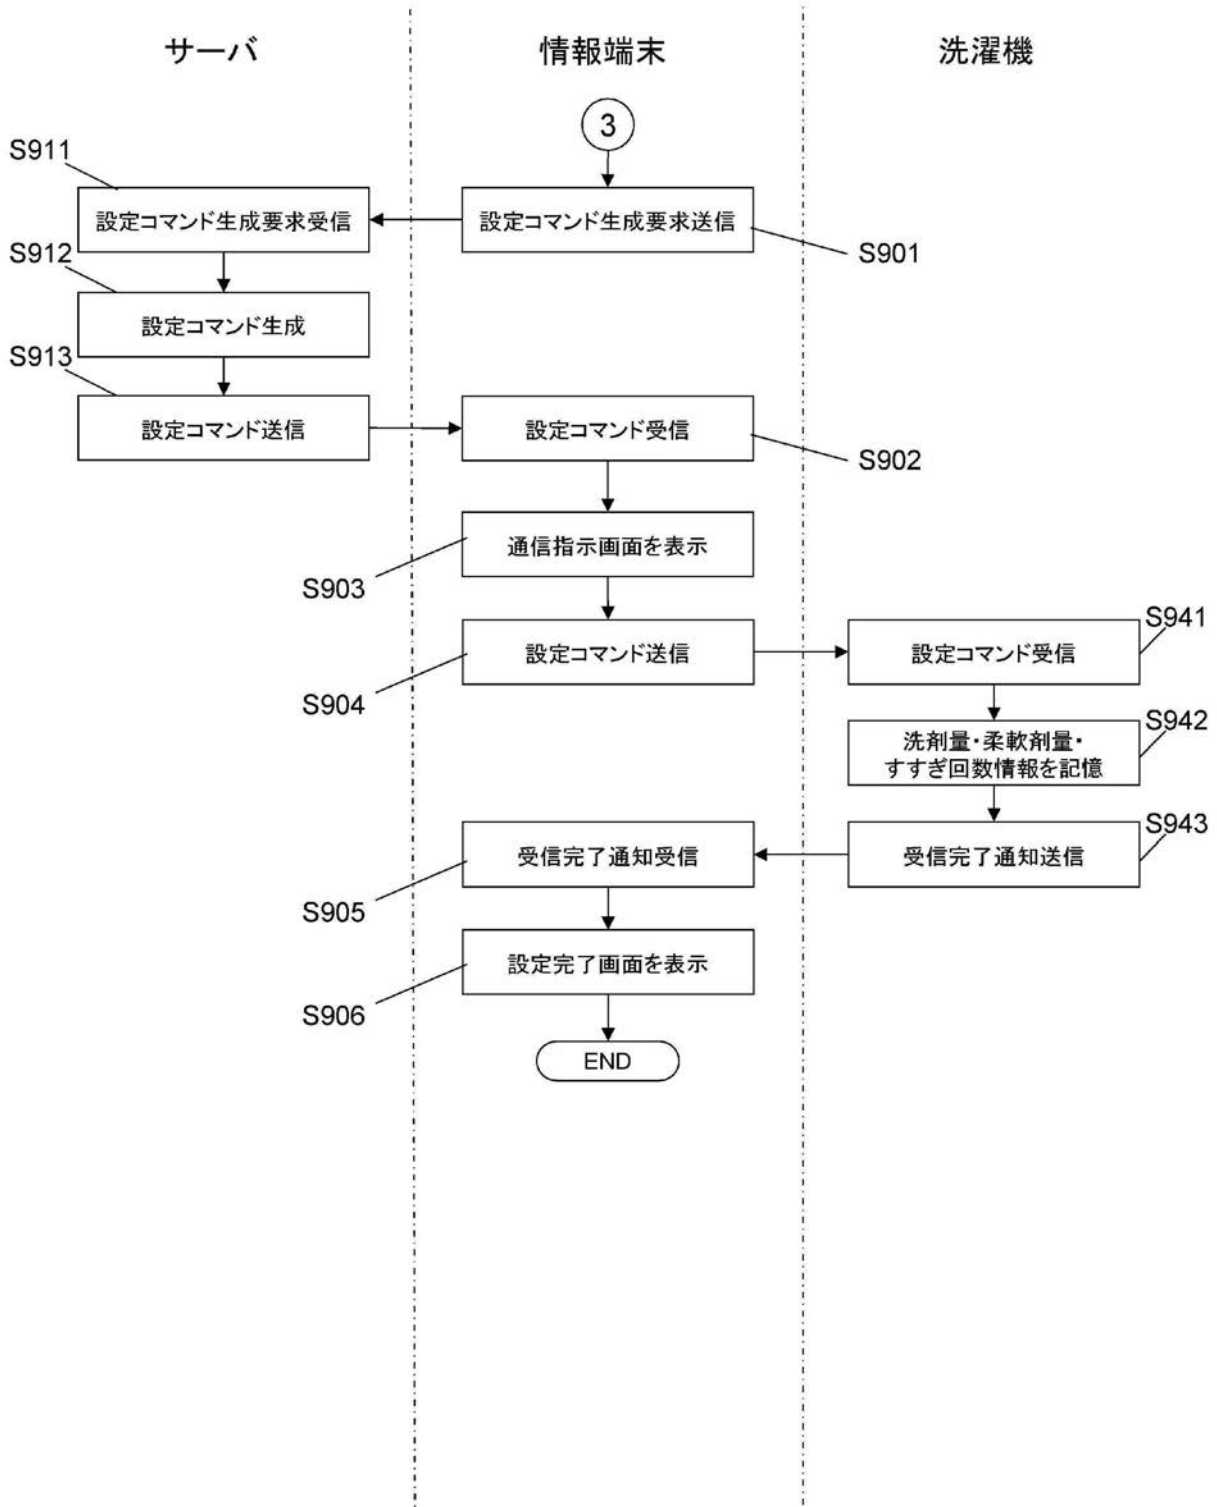 サーバ
情報端末
洗濯機
3
S911
設定コマンド生成要求受信
設定コマンド生成要求送信
S901
S912
設定コマンド生成
S913
設定コマンド送信
設定コマンド受信
S902
通信指示画面を表示
S903
設定コマンド送信
S904
S941
設定コマンド受信
S942
洗剤量・柔軟剤量・
すすぎ回数情報を記憶
S943
受信完了通知送信
受信完了通知受信
S905
設定完了画面を表示
S906
END